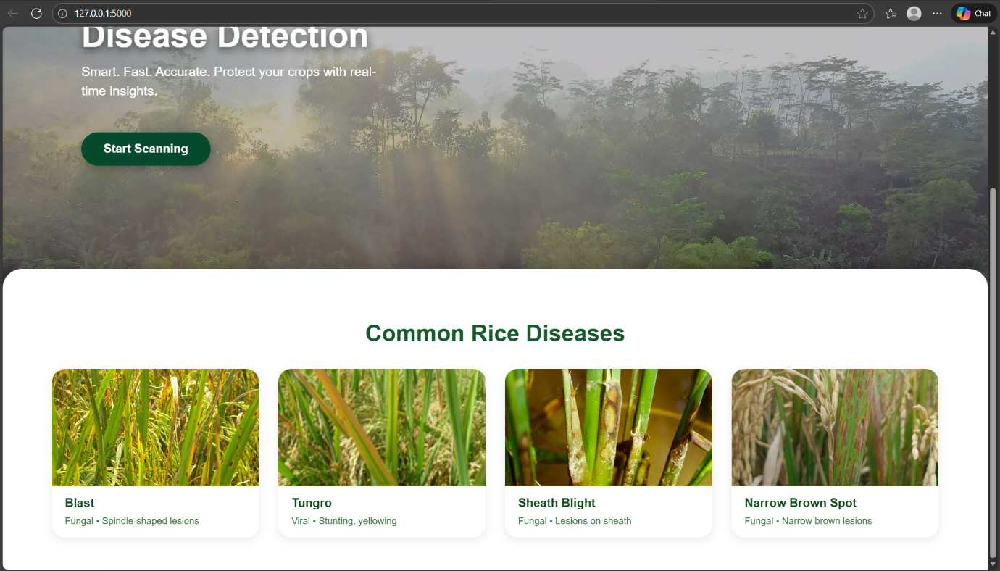 127.0.0.1:5000
Chat
Disease Detection
Smart. Fast. Accurate. Protect your crops with real-
time insights.
Start Scanning
Common Rice Diseases
Blast
Fungal • Spindle-shaped lesions
Tungro
Viral • Stunting, yellowing
Sheath Blight
Fungal • Lesions on sheath
Narrow Brown Spot
Fungal • Narrow brown lesions